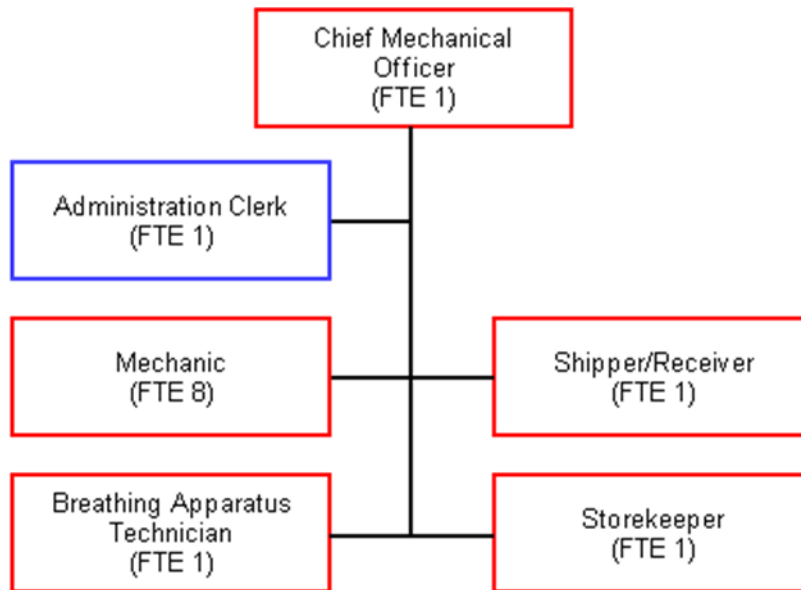 Chief Mechanical
Officer
(FTE 1)
Administration Clerk
(FTE 1)
Mechanic
(FTE 8)
Shipper/Receiver
(FTE 1)
Breathing Apparatus
Technician
(FTE 1)
Storekeeper
(FTE 1)